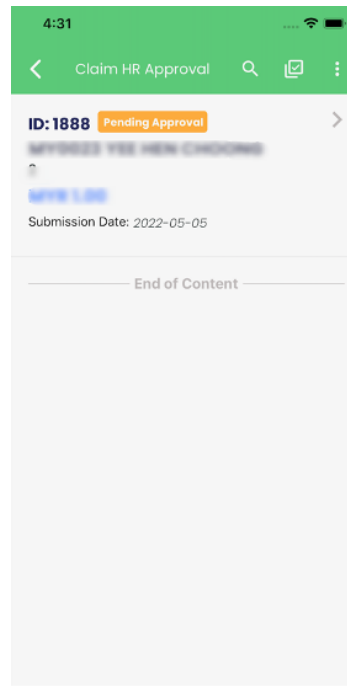 4:31
Claim HR Approval
ID: 1888 Pending Approval
Submission Date: 2022-05-05
End of Content